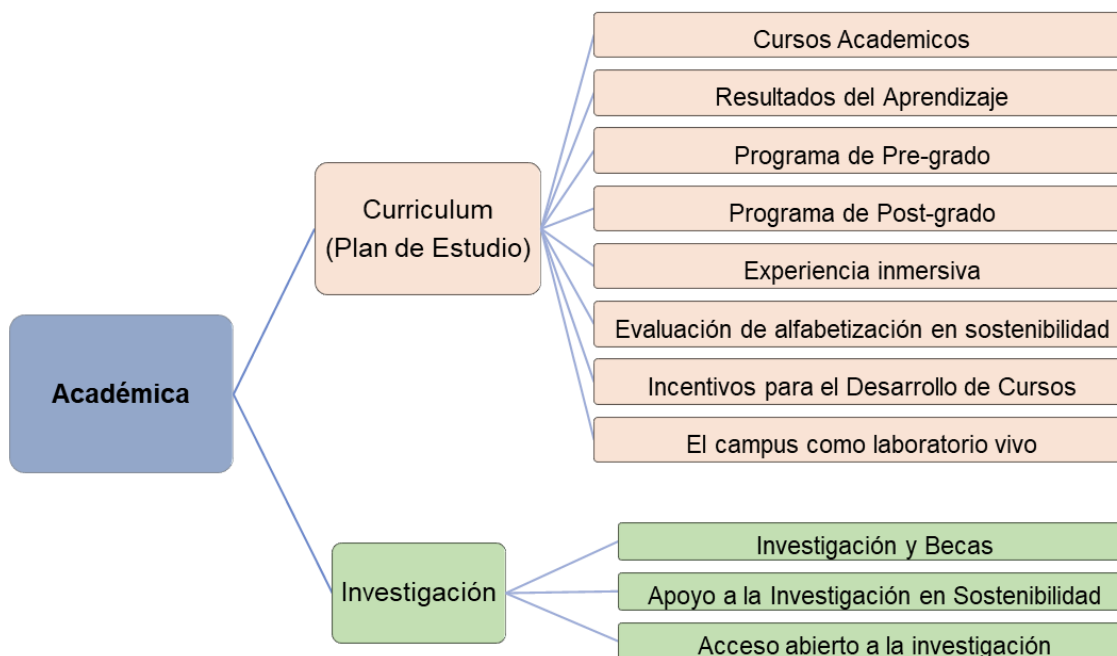 Académica
Curriculum
(Plan de Estudio)
Cursos Academicos
Resultados del Aprendizaje
Programa de Pre-grado
Programa de Post-grado
Experiencia inmersiva
Evaluación de alfabetización en sostenibilidad
Incentivos para el Desarrollo de Cursos
El campus como laboratorio vivo
Investigación
Investigación y Becas
Apoyo a la Investigación en Sostenibilidad
Acceso abierto a la investigación